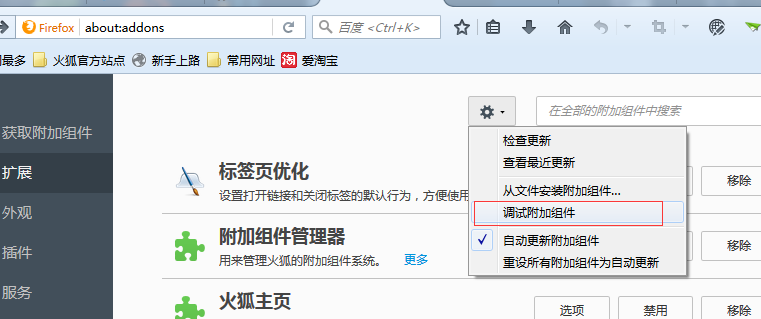 Firefox about:addons 百度 <Ctrl+K>
问最多 火狐官方站点 新手上路 常用网址 淘 爱淘宝
在全部的附加组件中搜索
获取附加组件
扩展
外观
插件
服务
检查更新
查看最近更新
从文件安装附加组件...
调试附加组件
自动更新附加组件
重设所有附加组件为自动更新
标签页优化
设置打开链接和关闭标签的默认行为，方便使用
移除
附加组件管理器
用来管理火狐的附加组件系统。 更多
移除
火狐主页
选项 禁用 移除